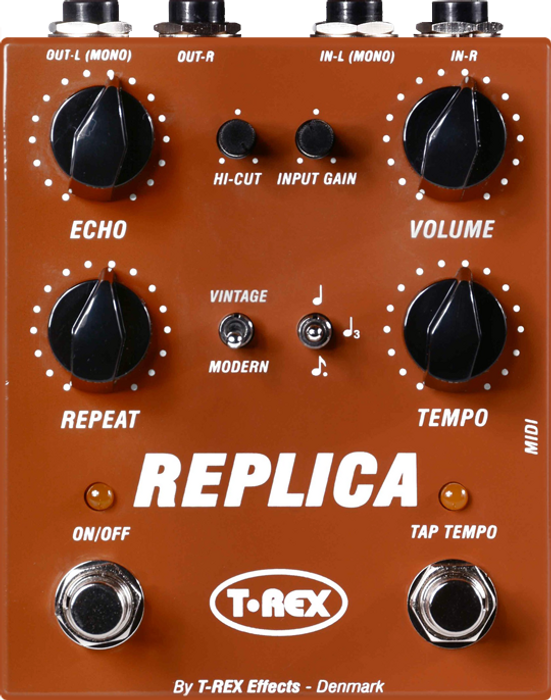 OUT-L (MONO) OUT-R IN-L (MONO) IN-R
HI-CUT INPUT GAIN
ECHO VOLUME
VINTAGE
3
MODERN
REPEAT TEMPO
MIDI
REPLICA
ON/OFF TAP TEMPO
T•REX
By T-REX Effects - Denmark